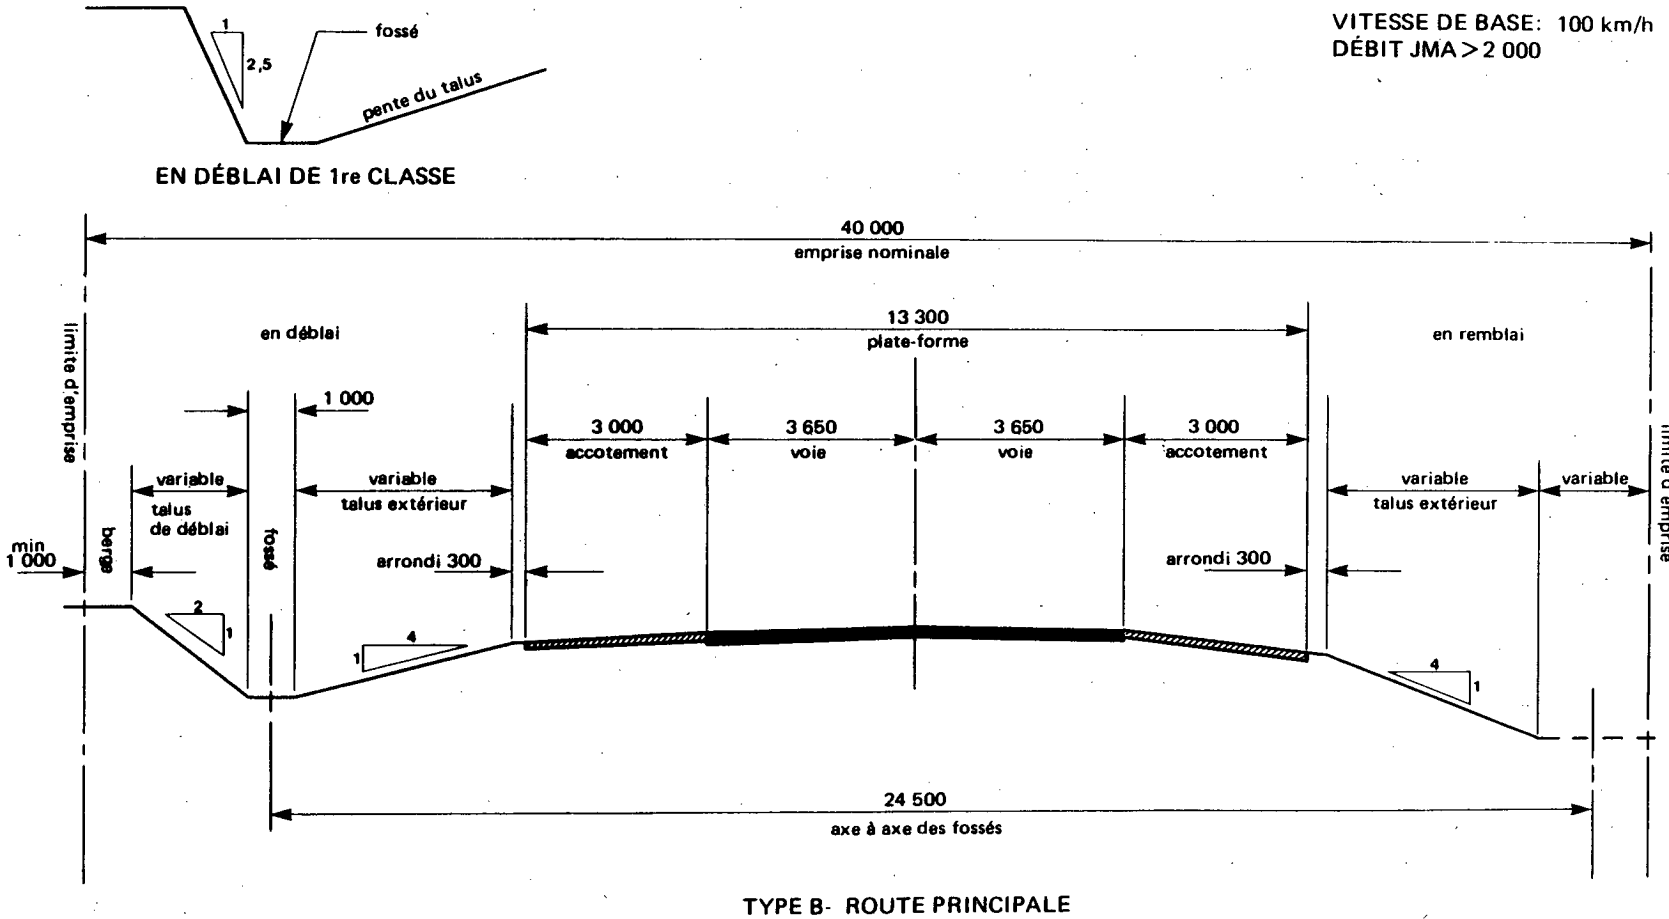 1
2,5
fossé
pente du talus
EN DÉBLAI DE 1re CLASSE
VITESSE DE BASE: 100 km/h
DÉBIT JMA > 2 000
40 000
emprise nominale
limite d'emprise
en déblai
13 300
plate-forme
en remblai
limite d'emprise
1 000
3 000
accotement
3 650
voie
3 650
voie
3 000
accotement
variable
talus
de déblai
variable
talus extérieur
variable
talus extérieur
variable
min
1 000
berge
fossé
arrondi 300
arrondi 300
2
1
4
1
4
1
24 500
axe à axe des fossés
TYPE B- ROUTE PRINCIPALE